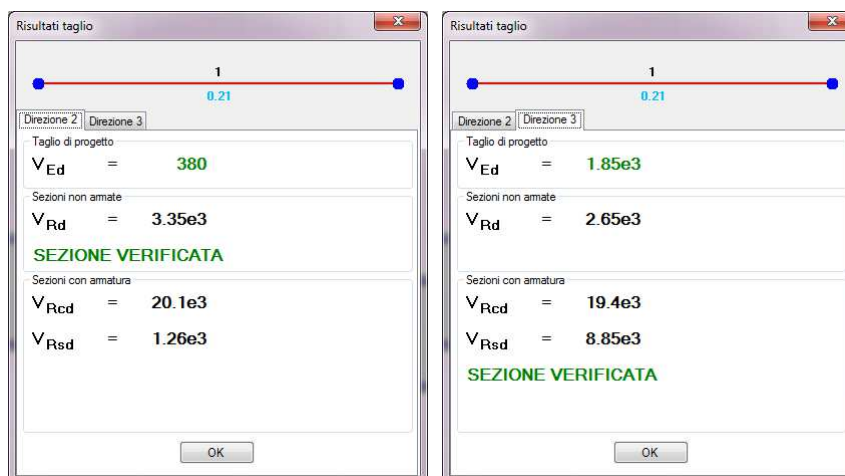 Risultati taglio
1
0.21
Direzione 2 Direzione 3
Taglio di progetto
VEd = 380
Sezioni non armate
VRd = 3.35e3
SEZIONE VERIFICATA
Sezioni con armatura
VRcd = 20.1e3
VRsd = 1.26e3
OK
Risultati taglio
1
0.21
Direzione 2 Direzione 3
Taglio di progetto
VEd = 1.85e3
Sezioni non armate
VRd = 2.65e3
Sezioni con armatura
VRcd = 19.4e3
VRsd = 8.85e3
SEZIONE VERIFICATA
OK